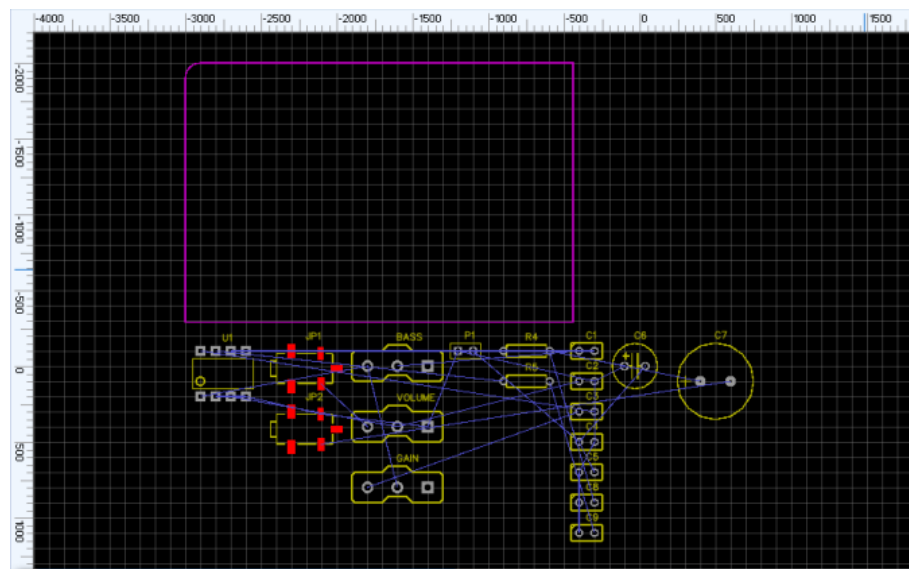 -4000 -3500 -3000 -2500 -2000 -1500 -1000 -500 0 500 1000 1500
-2000
-1500
-1000
-500
0
500
1000
U1 JP1 BASS P1 R4 C1 C6 C7
R5 C2
JP2 VOLUME C3
C4
GAIN C5
C8
C9